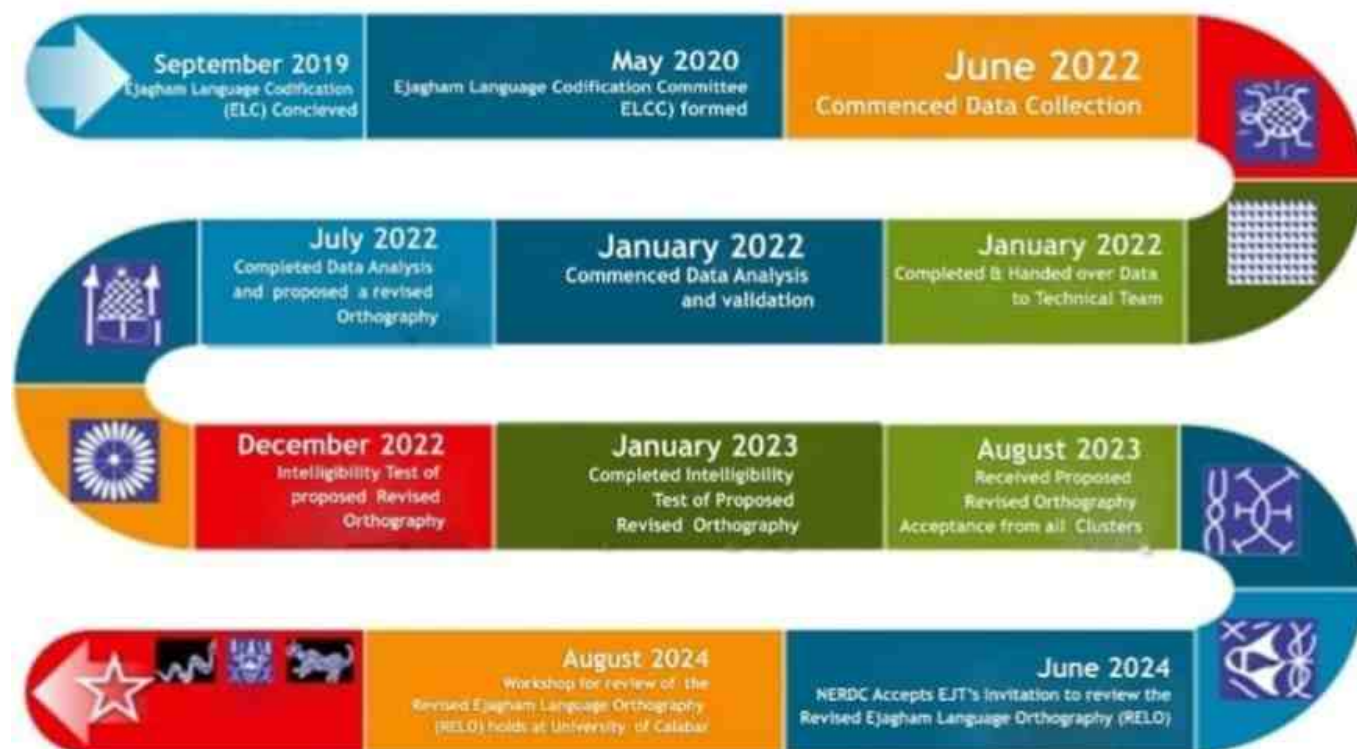 September 2019
Ejagham Language Codification
(ELC) Concieved
May 2020
Ejagham Language Codification Committee
ELCC) formed
June 2022
Commenced Data Collection
January 2022
Completed & Handed over Data
to Technical Team
January 2022
Commenced Data Analysis
and validation
July 2022
Completed Data Analysis
and proposed a revised
Orthography
December 2022
Intelligibility Test of
proposed Revised
Orthography
January 2023
Completed Intelligibility
Test of Proposed
Revised Orthography
August 2023
Received Proposed
Revised Orthography
Acceptance from all Clusters
June 2024
NERDC Accepts EJT's invitation to review the
Revised Ejagham Language Orthography (RELO)
August 2024
Workshop for review of the
Revised Ejagham Language Orthography
(RELO) holds at University of Calabar